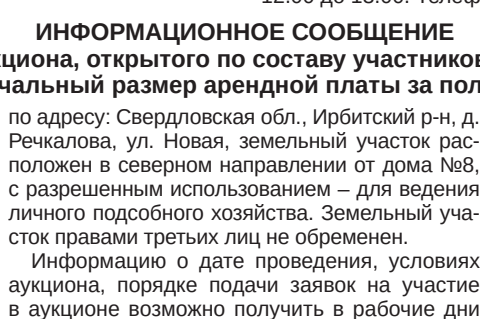 12.00 до 13.00. Телеф
ИНФОРМАЦИОННОЕ СООБЩЕНИЕ
кциона, открытого по составу участников
чальный размер арендной платы за пол
по адресу: Свердловская обл., Ирбитский р-н, д.
Речкалова, ул. Новая, земельный участок рас-
положен в северном направлении от дома №8,
с разрешенным использованием – для ведения
личного подсобного хозяйства. Земельный уча-
сток правами третьих лиц не обременен.
Информацию о дате проведения, условиях
аукциона, порядке подачи заявок на участие
в аукционе возможно получить в рабочие дни